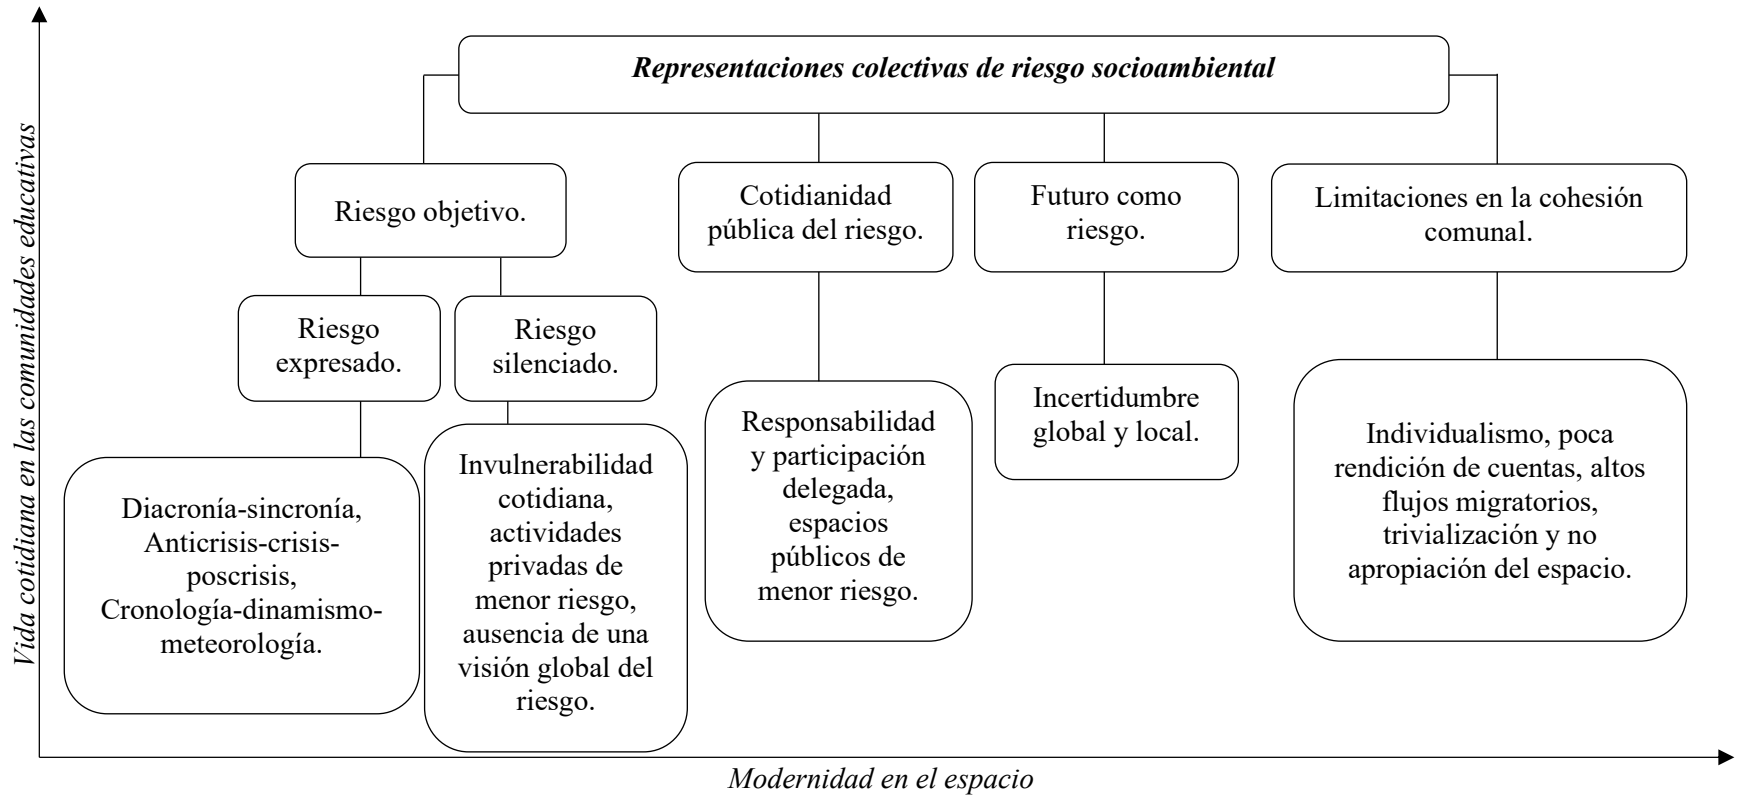 Representaciones colectivas de riesgo socioambiental
Vida cotidiana en las comunidades educativas
Riesgo objetivo.
Cotidianidad
pública del riesgo.
Futuro como
riesgo.
Limitaciones en la cohesión
comunal.
Riesgo
expresado.
Riesgo
silenciado.
Diacronía-sincronía,
Anticrisis-crisis-
poscrisis,
Cronología-dinamismo-
meteorología.
Invulnerabilidad
cotidiana,
actividades
privadas de
menor riesgo,
ausencia de una
visión global del
riesgo.
Responsabilidad
y participación
delegada,
espacios
públicos de
menor riesgo.
Incertidumbre
global y local.
Individualismo, poca
rendición de cuentas, altos
flujos migratorios,
trivialización y no
apropiación del espacio.
Modernidad en el espacio